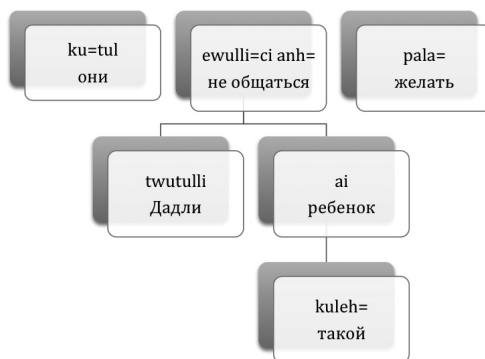 ku=tul
они
ewulli=ci anh=
не общаться
pala=
желать
twutulli
Дадли
ai
ребенок
kuleh=
такой